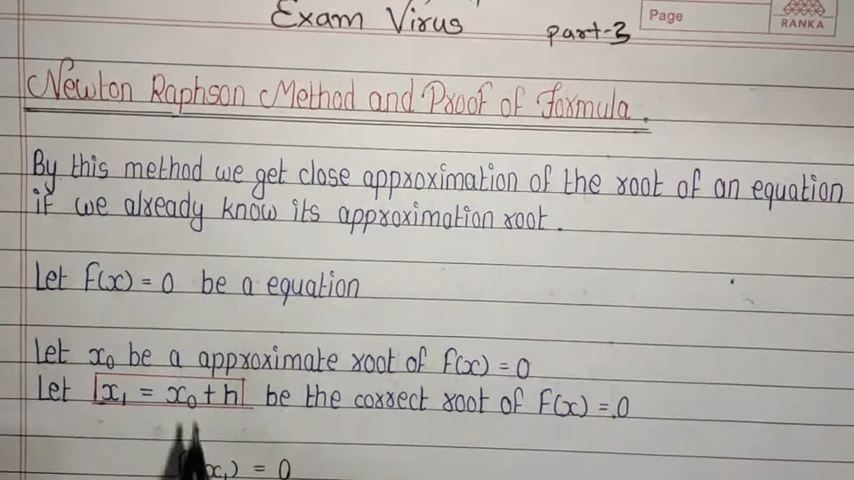 Exam Virus
part-3
Page
RANKA
Newton Raphson Method and Proof of Formula.
By this method we get close approximation of the root of an equation
if we already know its approximation root.
Let f(x) = 0 be a equation
Let x₀ be a approximate root of f(x) = 0
Let x₁ = x₀ + h be the correct root of f(x) = 0
x₁) = 0